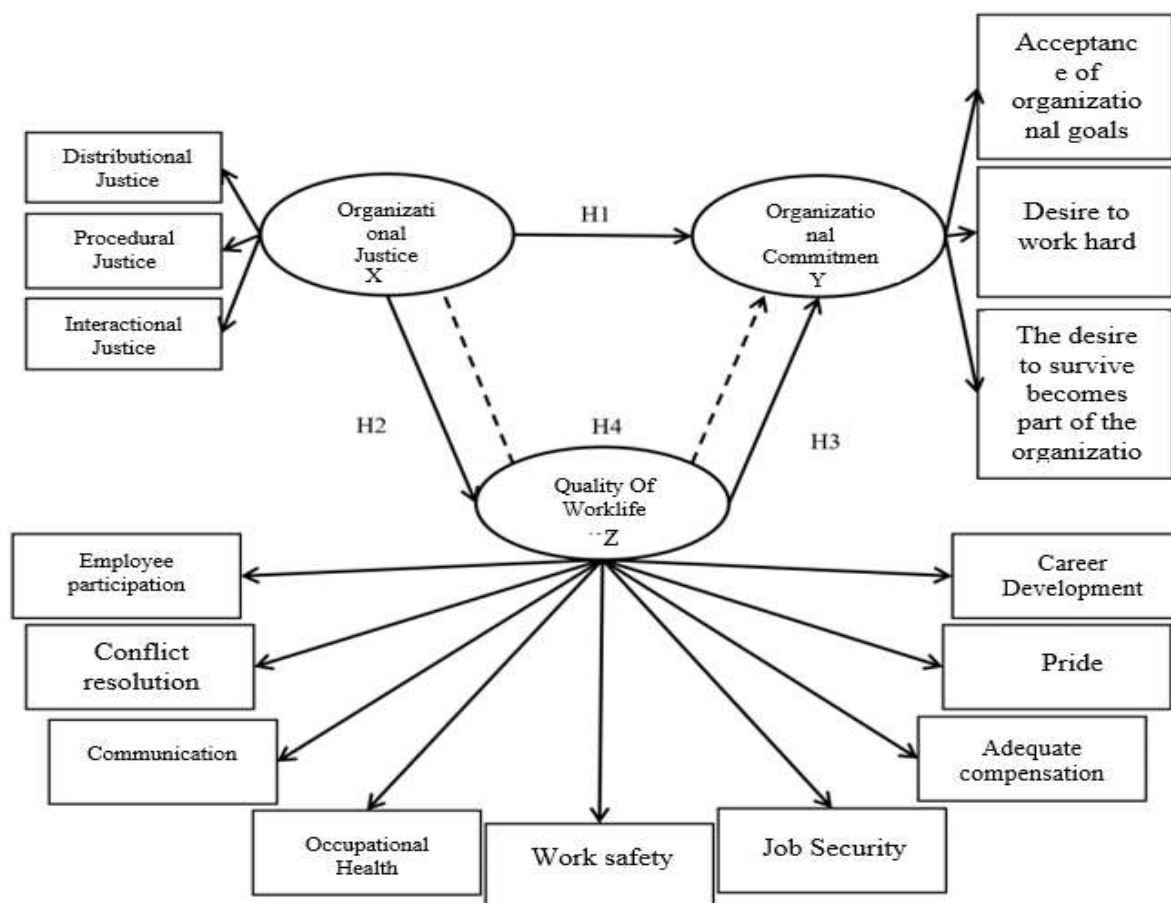 Acceptanc
e of
organizatio
nal goals
Distributional
Justice
Procedural
Justice
Interactional
Justice
Organizati
onal
Justice
X
H1
Organizatio
nal
Commitmen
Y
Desire to
work hard
The desire
to survive
becomes
part of the
organizatio
H2
H4
H3
Quality Of
Worklife
Z
Employee
participation
Conflict
resolution
Communication
Occupational
Health
Work safety
Job Security
Adequate
compensation
Pride
Career
Development